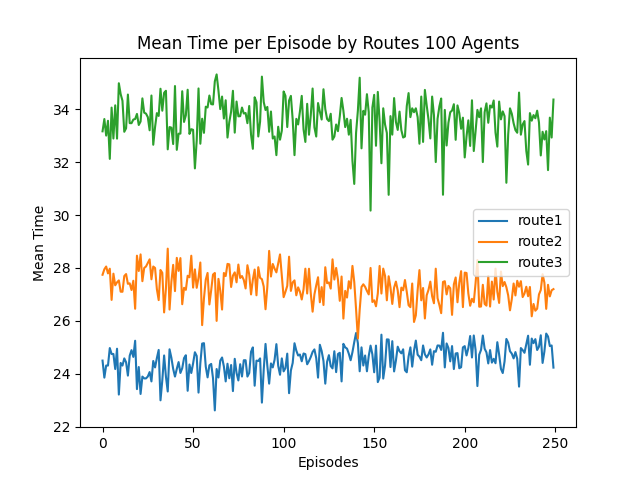 Mean Time per Episode by Routes 100 Agents
Mean Time
34
32
30
28
26
24
22
route1
route2
route3
0
50
100
150
200
250
Episodes